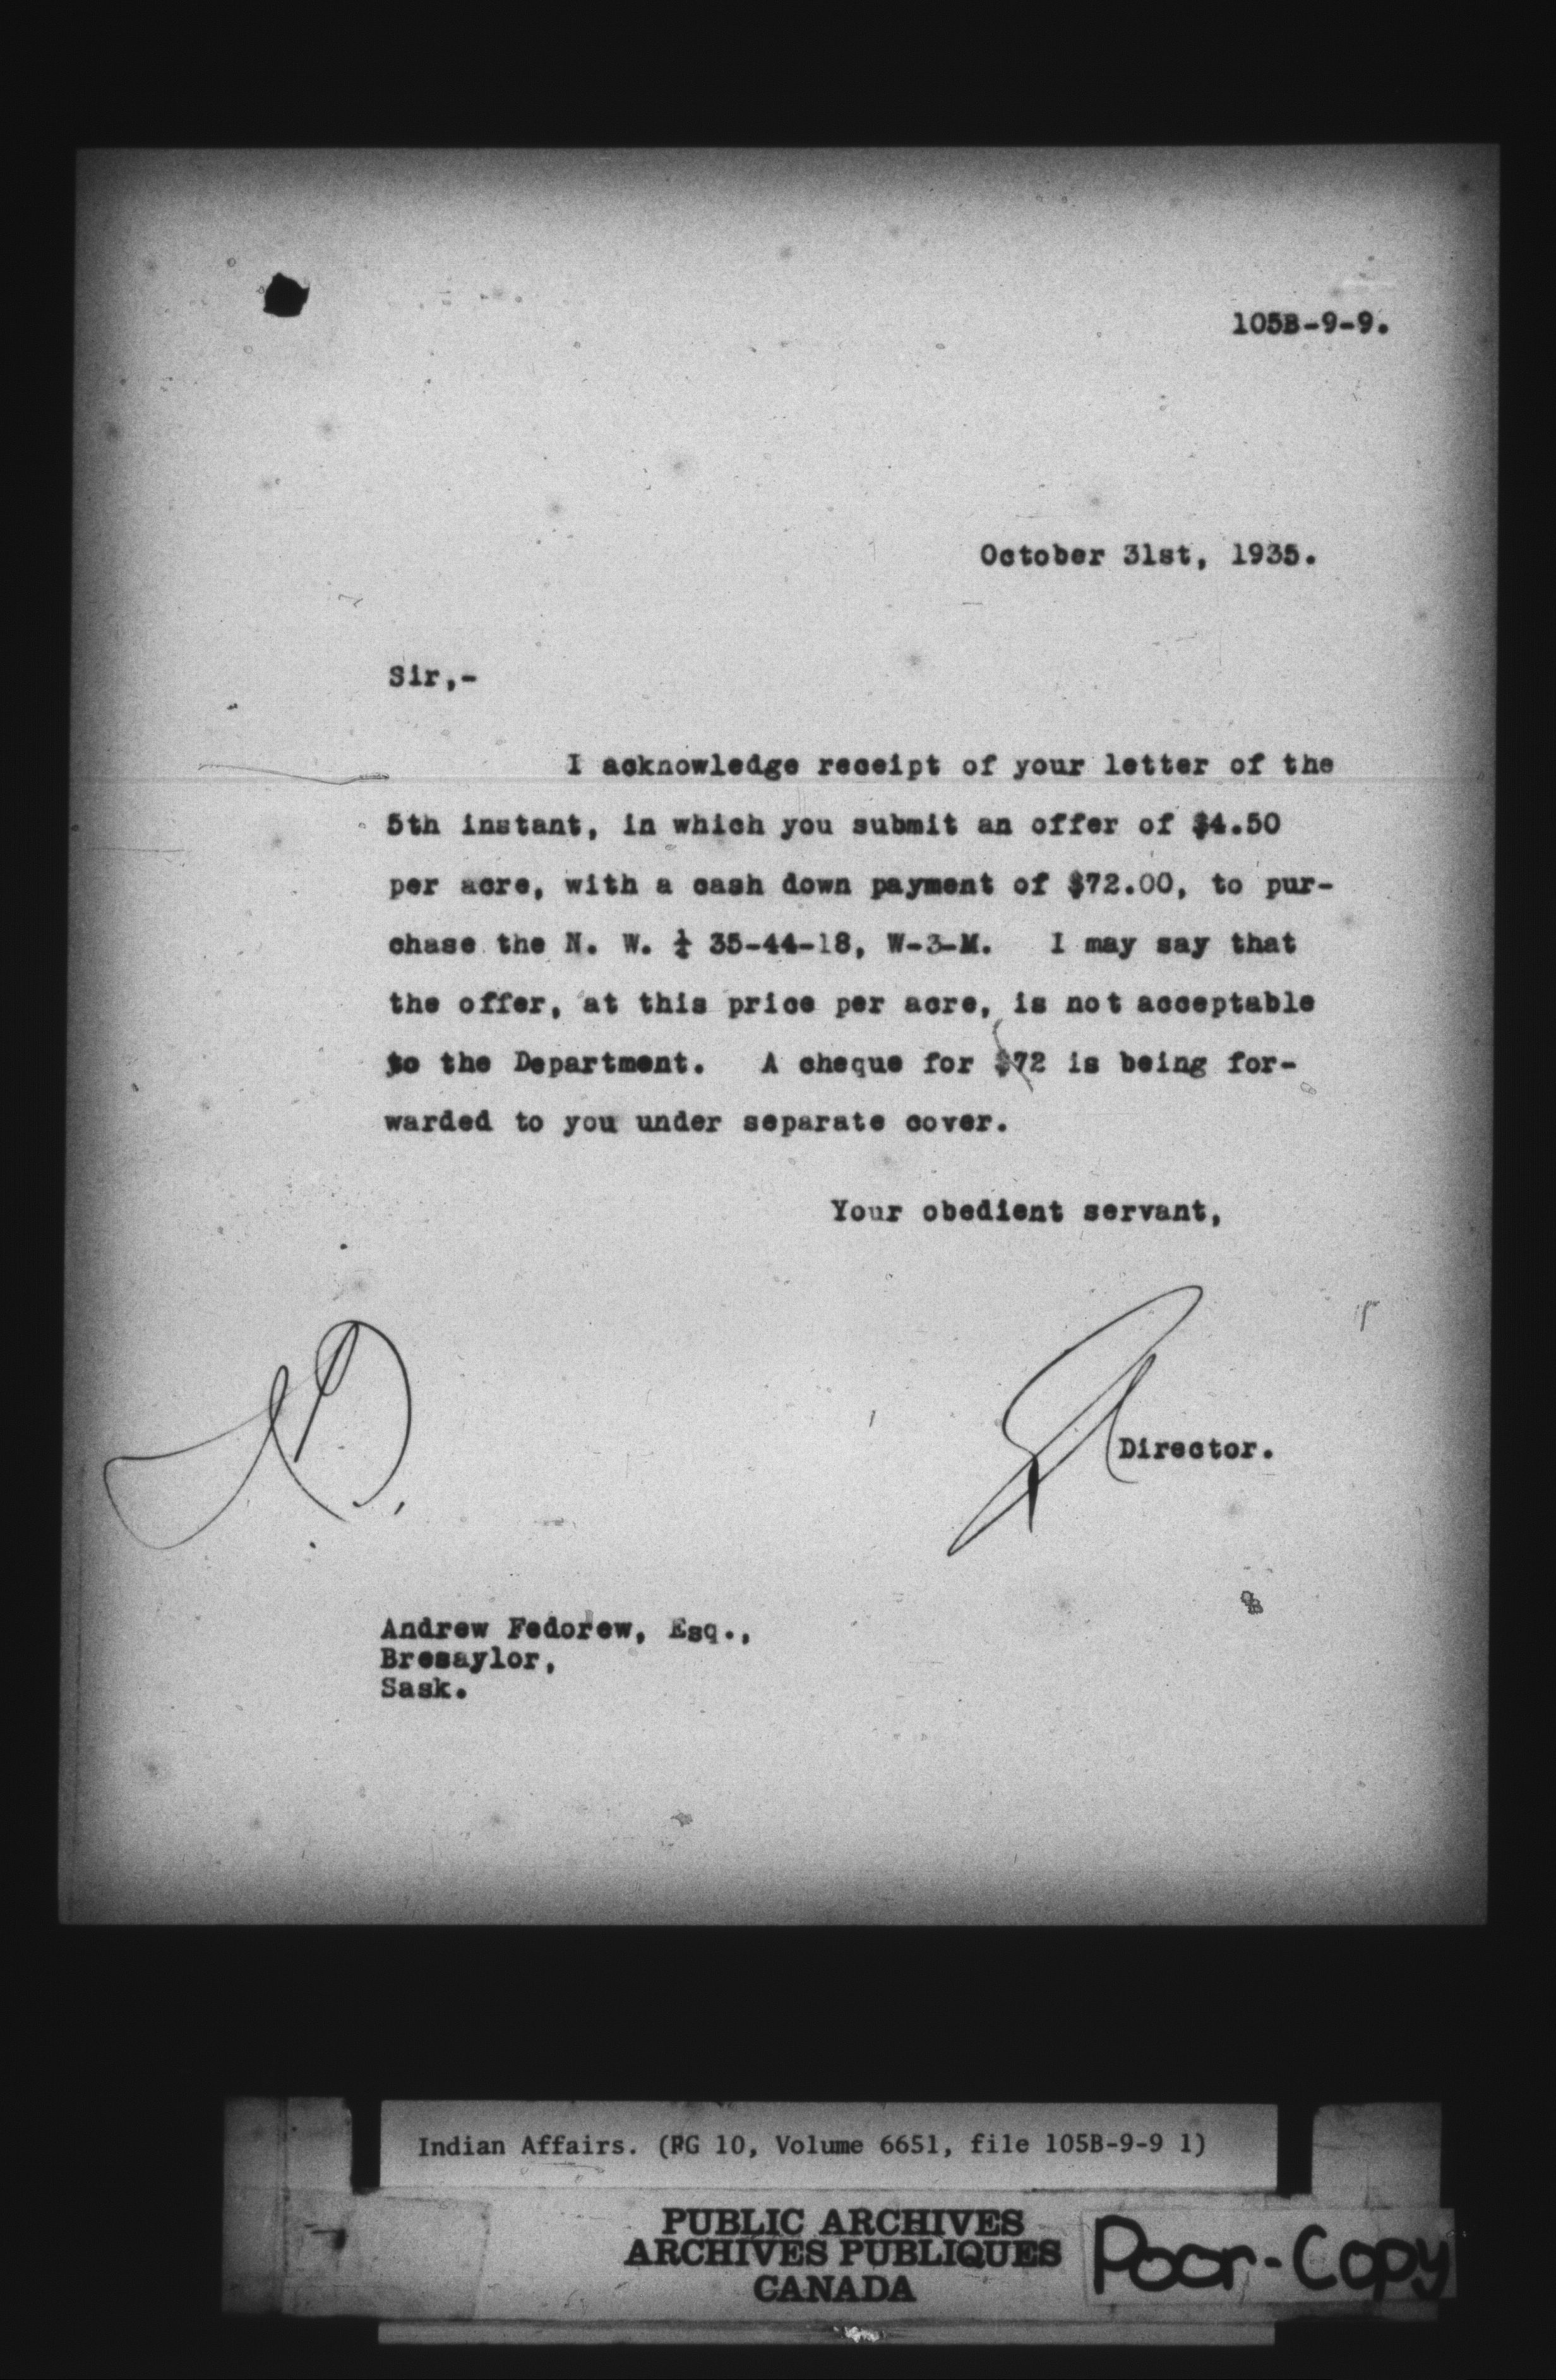 105B-9-9.
October 31st, 1935.
Sir,-
I acknowledge receipt of your letter of the
5th instant, in which you submit an offer of $4.50
per acre, with a cash down payment of $72.00, to pur-
chase the N. W. ¼ 35-44-18, W-3-M. I may say that
the offer, at this price per acre, is not acceptable
to the Department. A cheque for $72 is being for-
warded to you under separate cover.
Your obedient servant,
Director.
Andrew Fedorew, Esq.,
Bresaylor,
Sask.
Indian Affairs. (RG 10, Volume 6651, file 105B-9-9 1)
PUBLIC ARCHIVES
ARCHIVES PUBLIQUES
CANADA
Poor-Copy